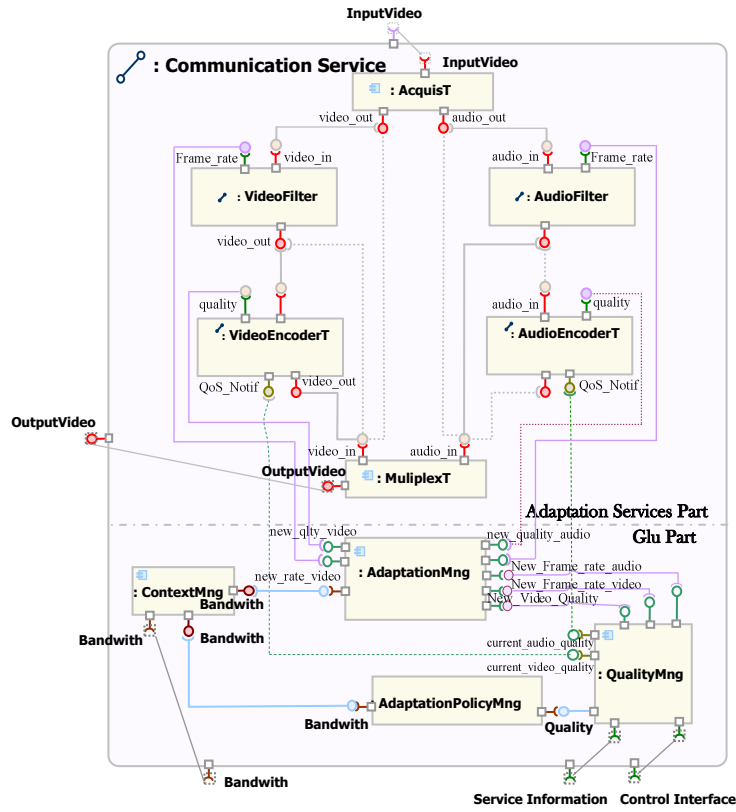 InputVideo
: Communication Service
InputVideo
: AcquisT
video_out
audio_out
Frame_rate
video_in
audio_in
Frame_rate
: VideoFilter
: AudioFilter
video_out
quality
audio_in
quality
: VideoEncoderT
: AudioEncoderT
QoS_Notif
video_out
QoS_Notif
OutputVideo
video_in
audio_in
OutputVideo
: MuliplexT
Adaptation Services Part
Glu Part
new_qlty_video
new_quality_audio
: AdaptationMng
New_Frame_rate_audio
new_rate_video
New_Frame_rate_video
: ContextMng
Bandwith
New_Video_Quality
Bandwith
Bandwith
current_audio_quality
current_video_quality
: QualityMng
: AdaptationPolicyMng
Bandwith
Quality
Bandwith
Service Information
Control Interface